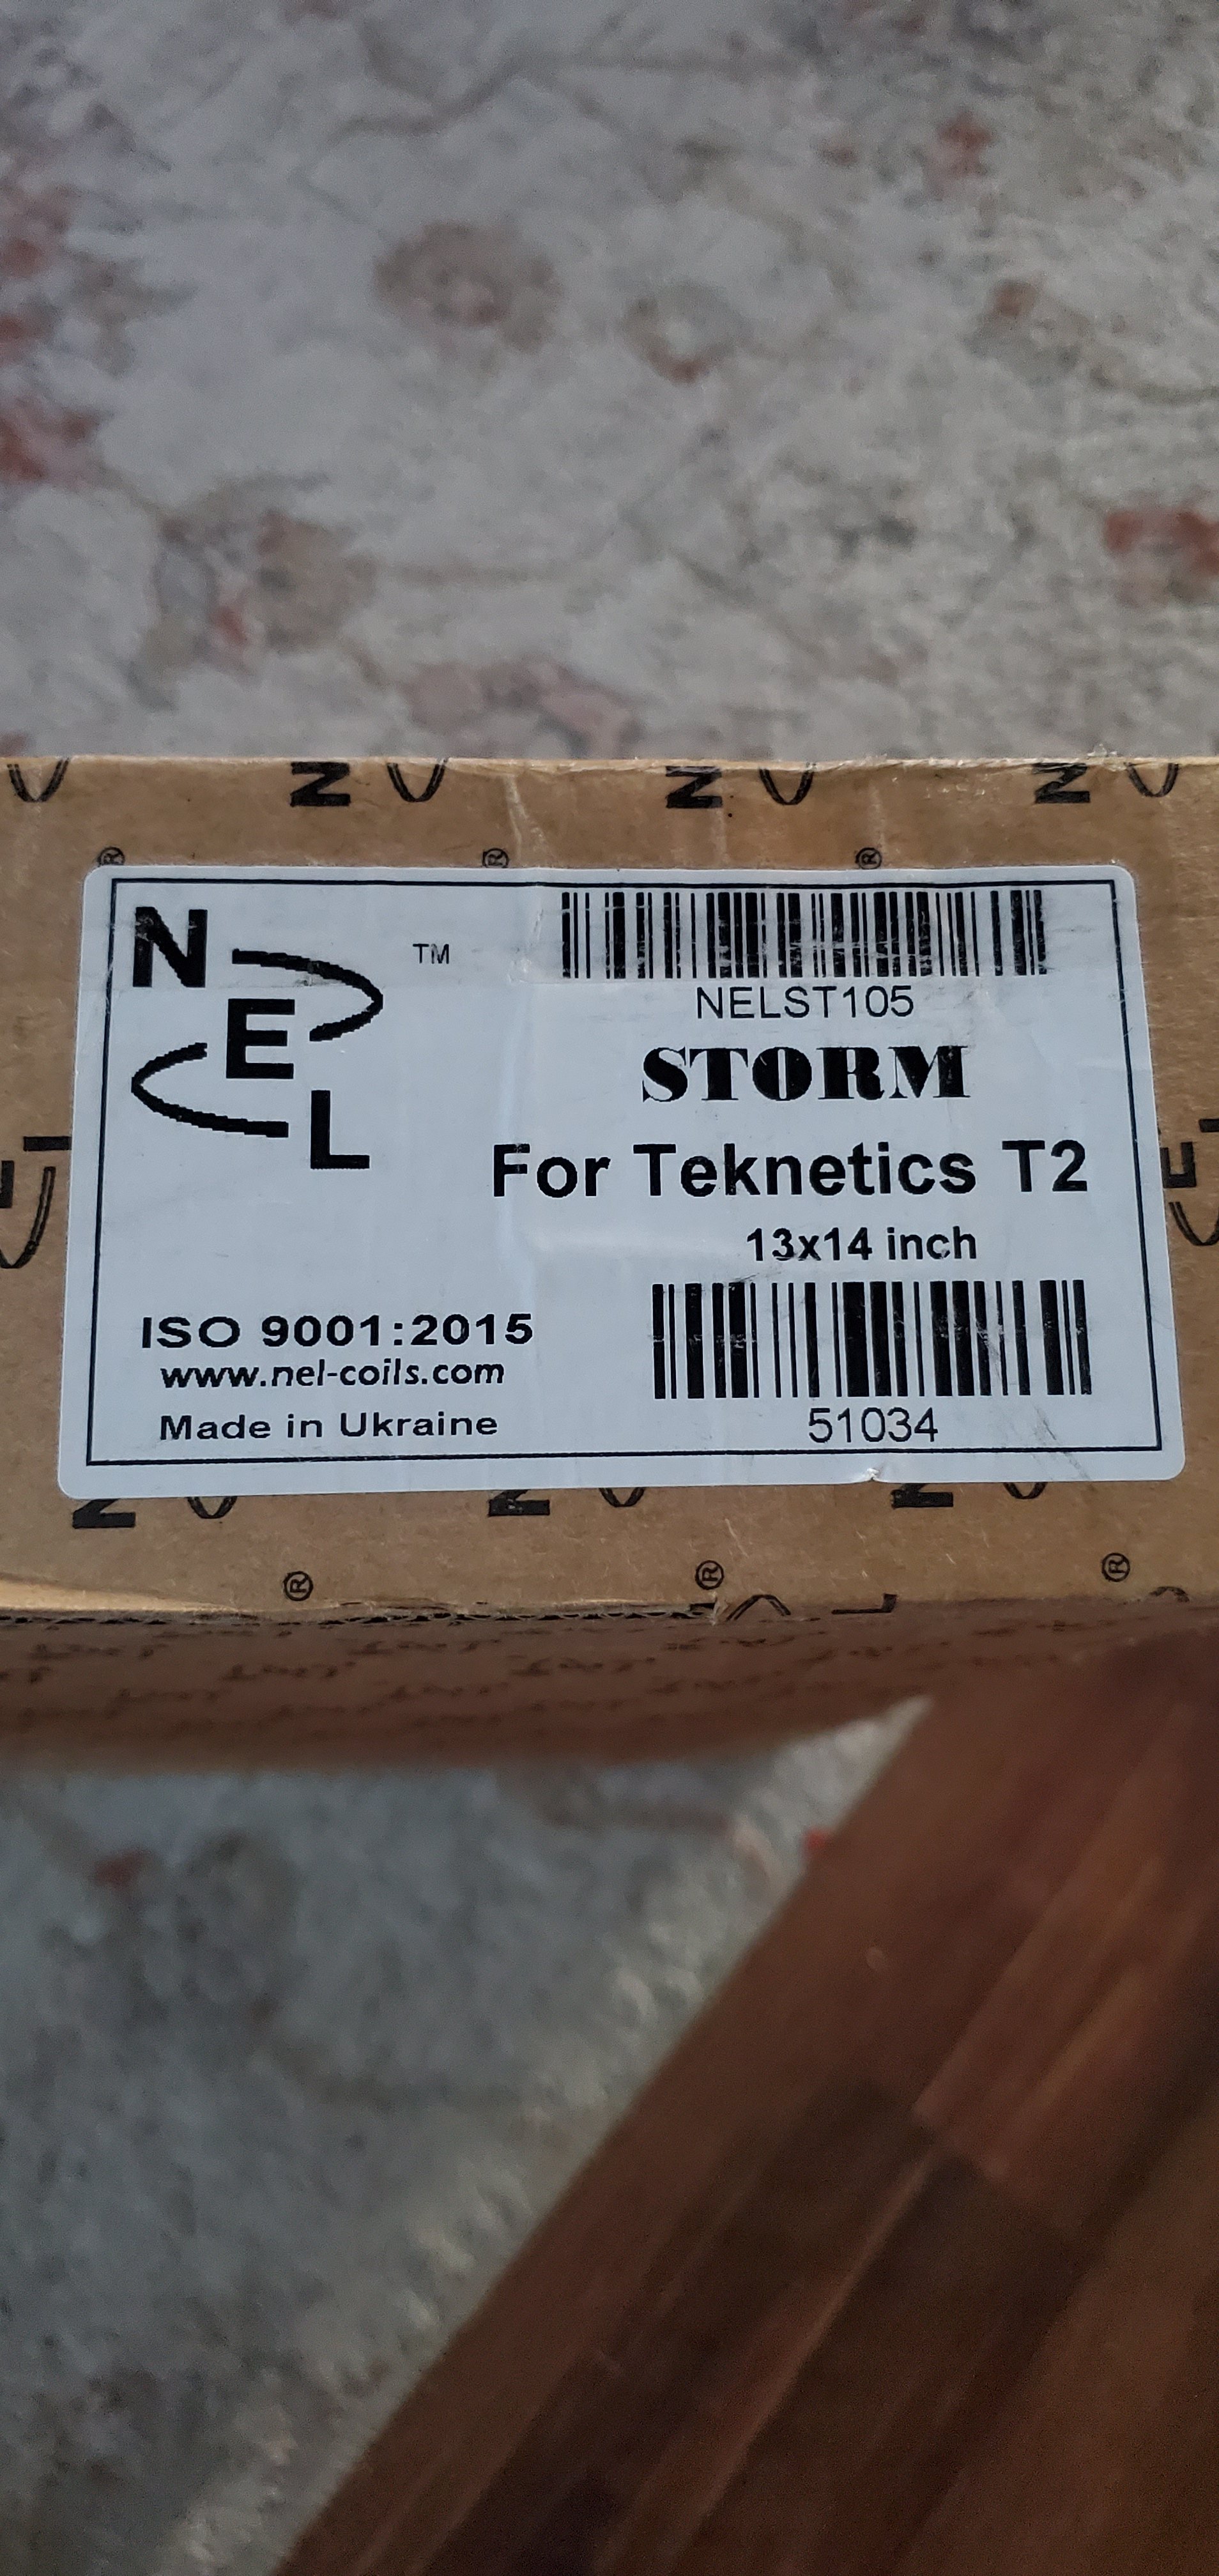 NEL
TM
NELST105
STORM
For Teknetics T2
13x14 inch
ISO 9001:2015
www.nel-coils.com
Made in Ukraine
51034